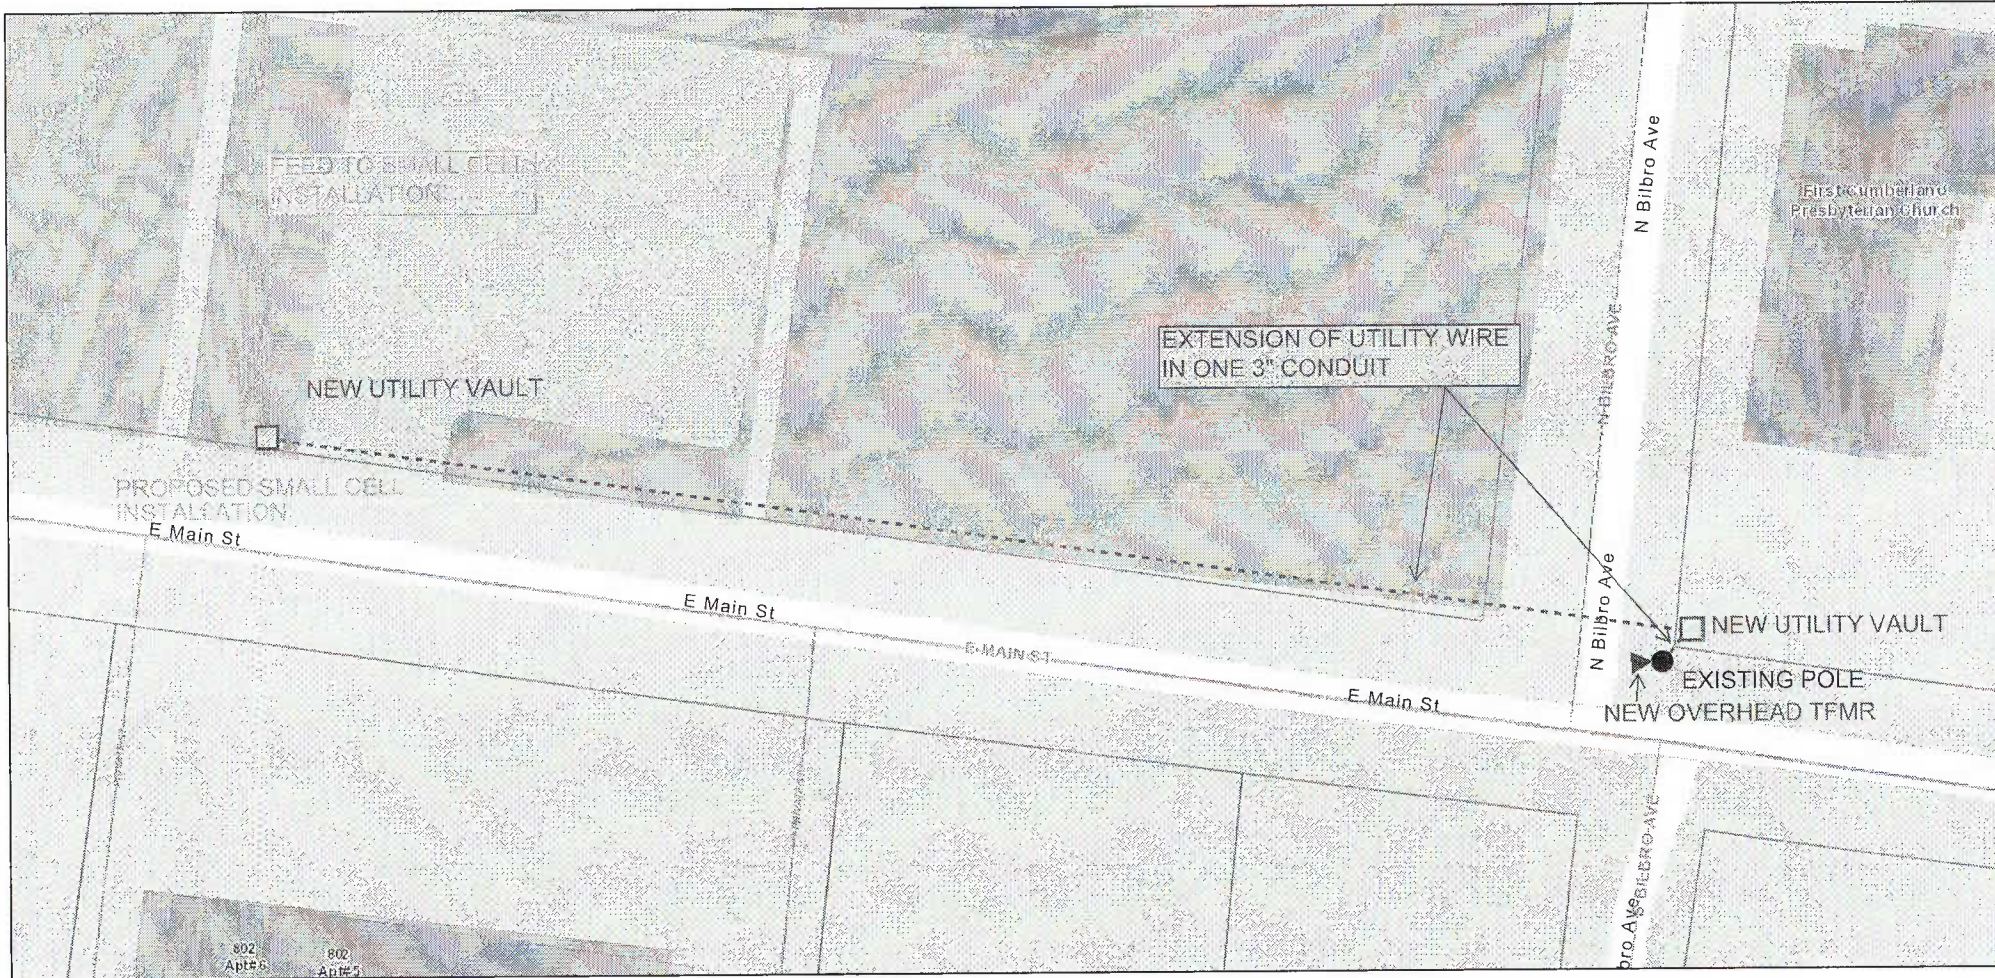 N Bilbro Ave
First Cumberland
Presbyterian Church
FEED TO SMALL CELL
INSTALLATION
EXTENSION OF UTILITY WIRE
IN ONE 3" CONDUIT
N BILBRO AVE
NEW UTILITY VAULT
PROPOSED SMALL CELL
INSTALLATION
E Main St
E Main St
E MAIN ST
E Main St
N Bilbro Ave
NEW UTILITY VAULT
EXISTING POLE
NEW OVERHEAD TFMR
S BILBRO AVE
bro Ave
802
Apt#6
802
Apt#5